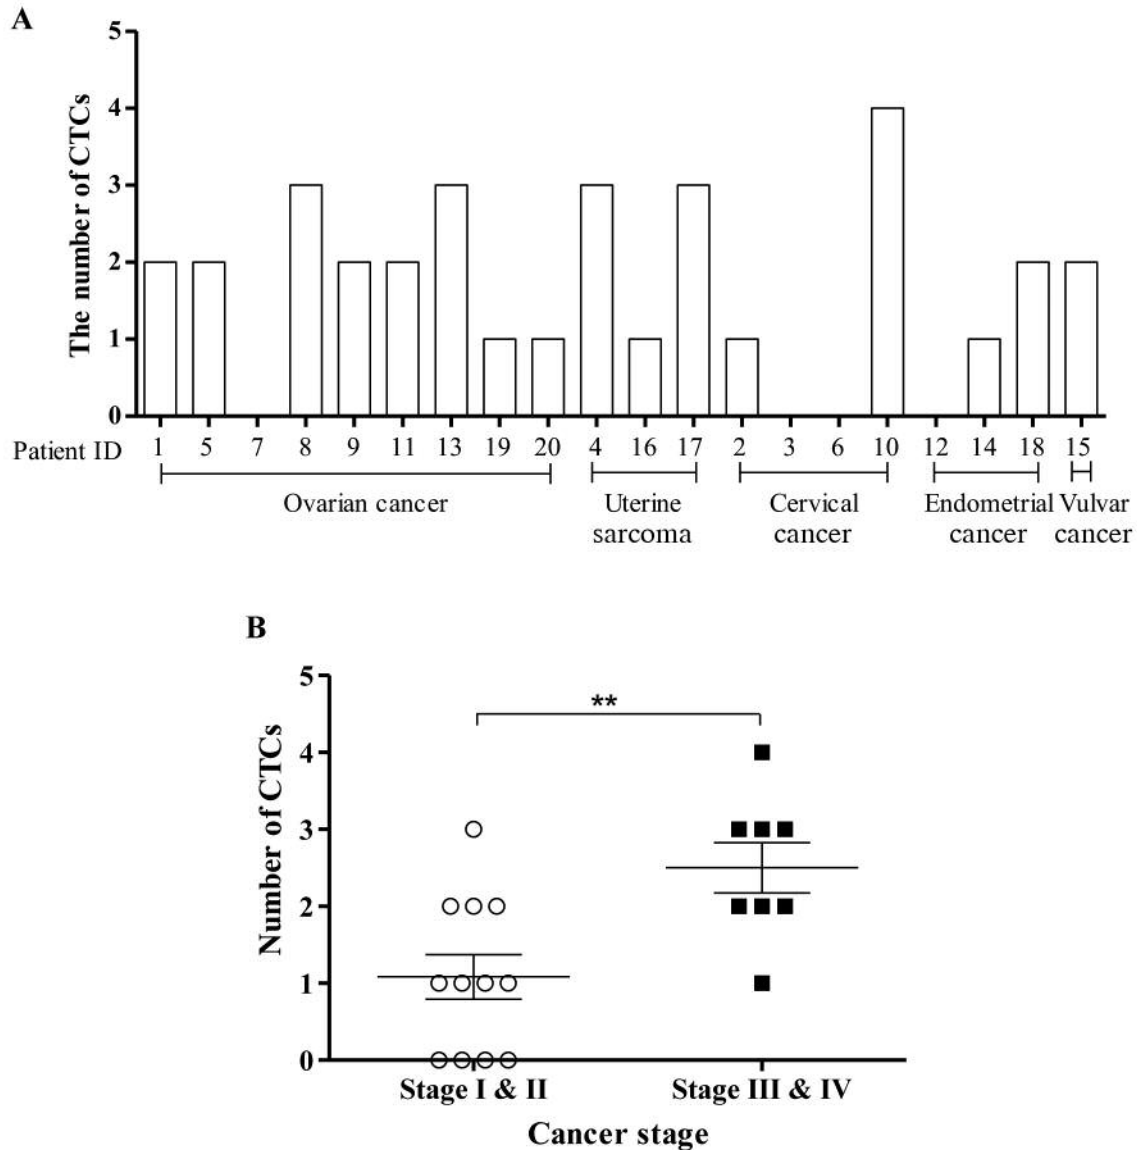 A
5
4
3
2
1
0
The number of CTCs
Patient ID 1 5 7 8 9 11 13 19 20 4 16 17 2 3 6 10 12 14 18 15
Ovarian cancer Uterine Cervical Endometrial Vulvar
sarcoma cancer cancer cancer
B
5
4
3
2
1
0
Number of CTCs
**
Stage I & II Stage III & IV
Cancer stage